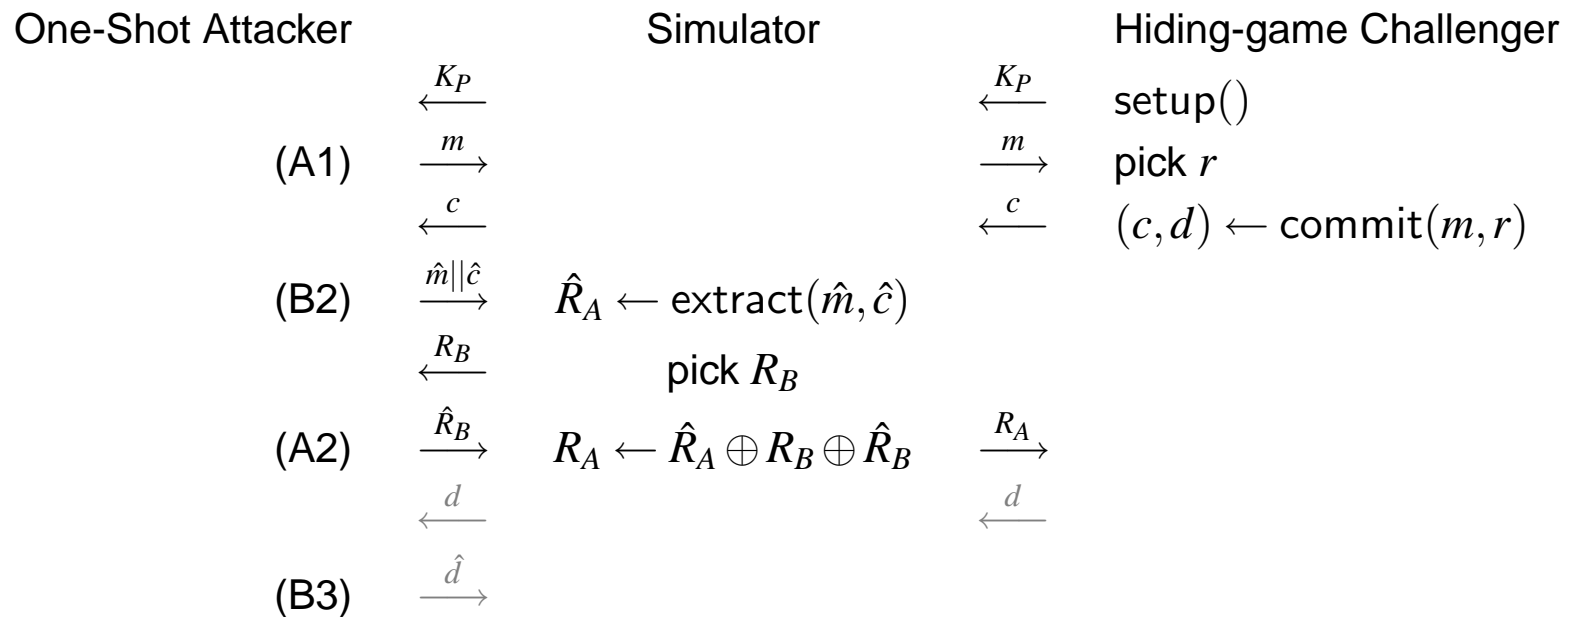 One-Shot Attacker Simulator Hiding-game Challenger
K_P K_P setup()
(A1) m m pick r
c c (c,d) ← commit(m,r)
(B2) m̂||ĉ R̂_A ← extract(m̂,ĉ)
R_B pick R_B
(A2) R̂_B R_A ← R̂_A ⊕ R_B ⊕ R̂_B R_A
d d
(B3) d̂